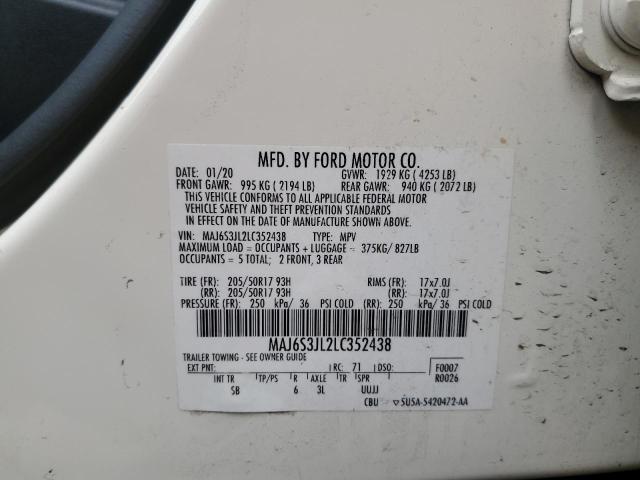 MFD. BY FORD MOTOR CO.
DATE: 01/20 GVWR: 1929 KG ( 4253 LB)
FRONT GAWR: 995 KG ( 2194 LB) REAR GAWR: 940 KG ( 2072 LB)
THIS VEHICLE CONFORMS TO ALL APPLICABLE FEDERAL MOTOR
VEHICLE SAFETY AND THEFT PREVENTION STANDARDS
IN EFFECT ON THE DATE OF MANUFACTURE SHOWN ABOVE.
VIN: MAJ6S3JL2LC352438 TYPE: MPV
MAXIMUM LOAD = OCCUPANTS + LUGGAGE = 375KG/ 827LB
OCCUPANTS = 5 TOTAL; 2 FRONT, 3 REAR
TIRE (FR): 205/50R17 93H RIMS (FR): 17x7.0J
(RR): 205/50R17 93H (RR): 17x7.0J
PRESSURE (FR): 250 kPa/ 36 PSI COLD (RR): 250 kPa/ 36 PSI COLD
MAJ6S3JL2LC352438
TRAILER TOWING - SEE OWNER GUIDE
EXT PNT: RC: 71 DSO: F0007
INT TR TP/PS R AXLE TR SPR R0026
SB 6 3L UUJJ
CBU 5U5A-5420472-AA